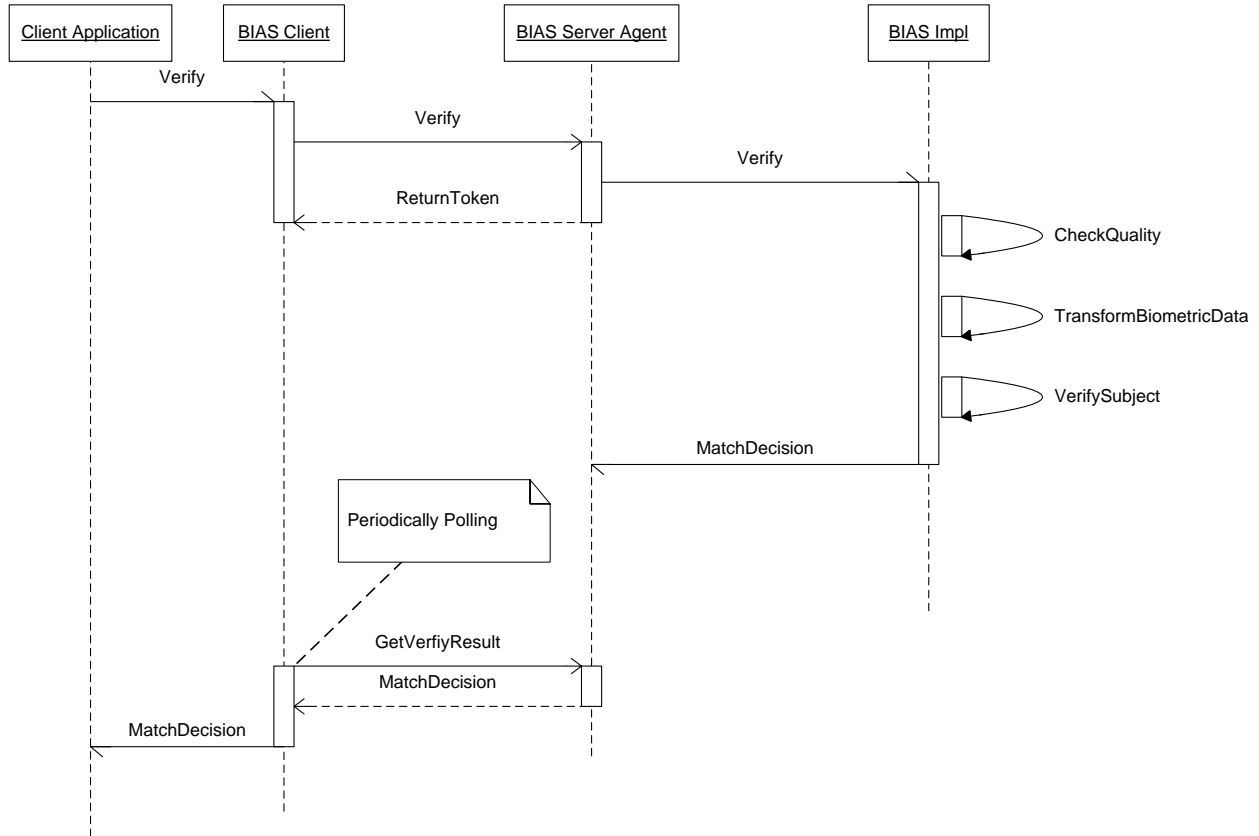 Client Application
BIAS Client
BIAS Server Agent
BIAS Impl
Verify
Verify
Verify
ReturnToken
CheckQuality
TransformBiometricData
VerifySubject
MatchDecision
Periodically Polling
GetVerfiyResult
MatchDecision
MatchDecision